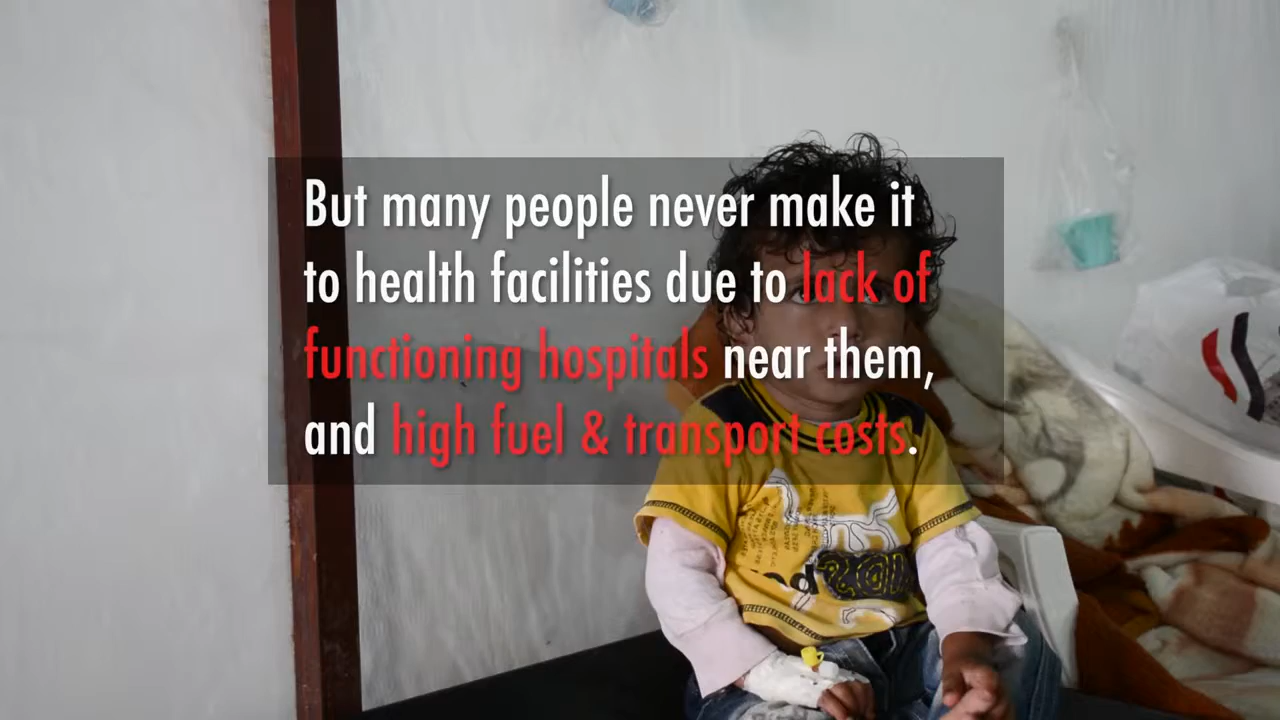 But many people never make it
to health facilities due to lack of
functioning hospitals near them,
and high fuel & transport costs.